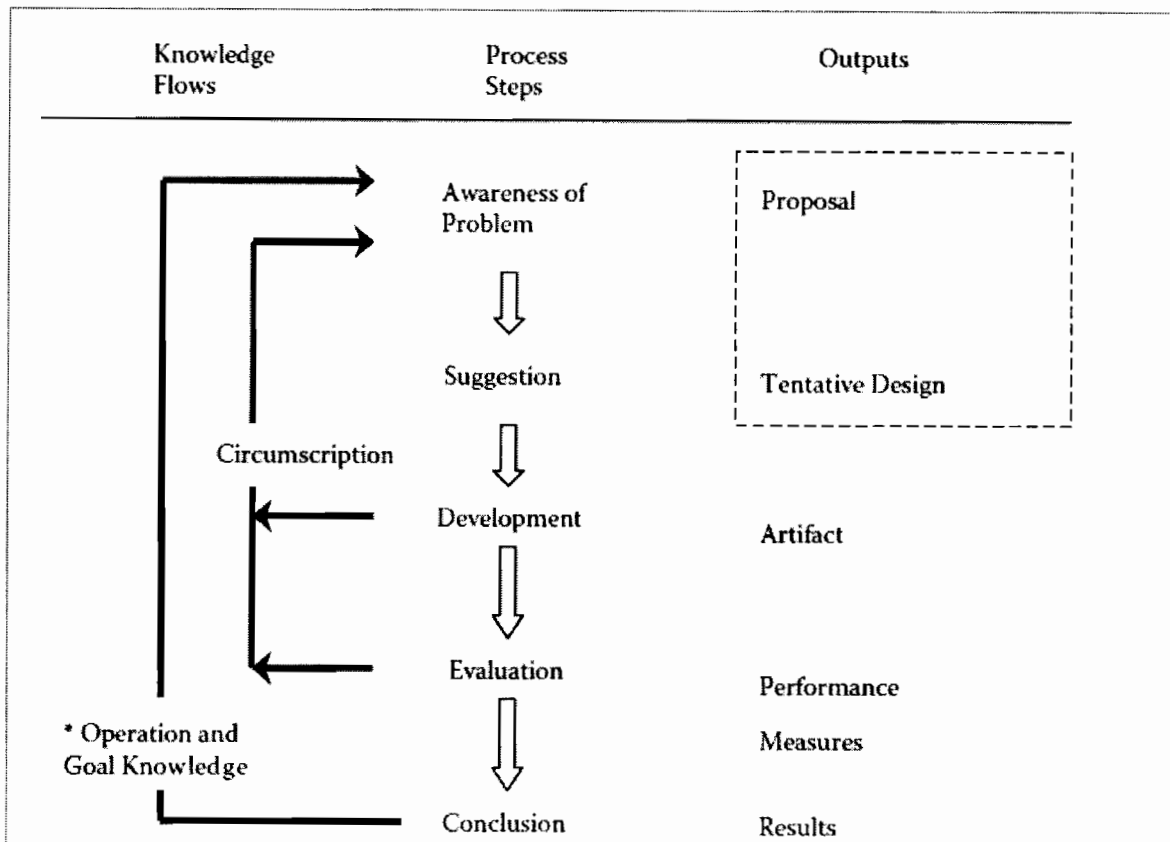 Knowledge
Flows
Process
Steps
Outputs
Awareness of
Problem
Proposal
Suggestion
Tentative Design
Circumscription
Development
Artifact
Evaluation
Performance
Measures
* Operation and
Goal Knowledge
Conclusion
Results